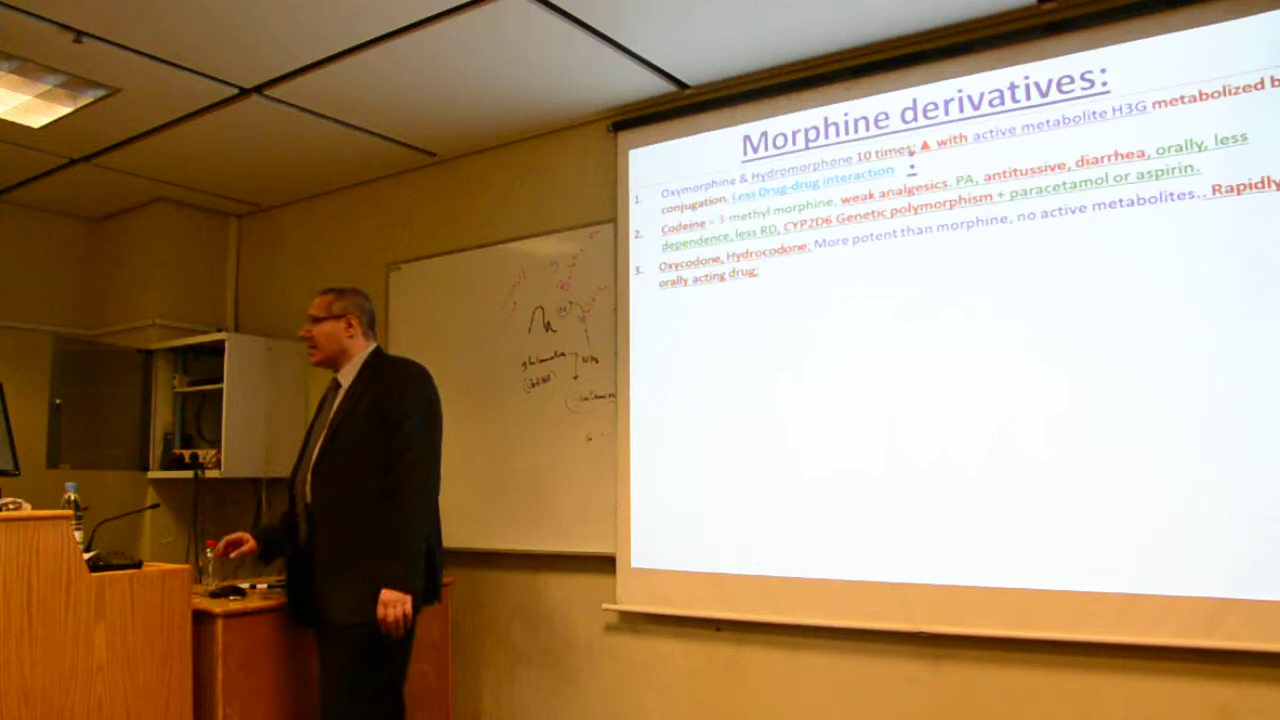 Morphine derivatives:
1. Oxymorphine & Hydromorphone 10 times; ▲ with active metabolite H3G metabolized b
conjugation. Less Drug-drug interaction :
2. Codeine = 3-methyl morphine, weak analgesics. PA, antitussive, diarrhea, orally, less
dependence, less RD, CYP2D6 Genetic polymorphism + paracetamol or aspirin.
3. Oxycodone, Hydrocodone: More potent than morphine, no active metabolites.. Rapidly
orally acting drug;